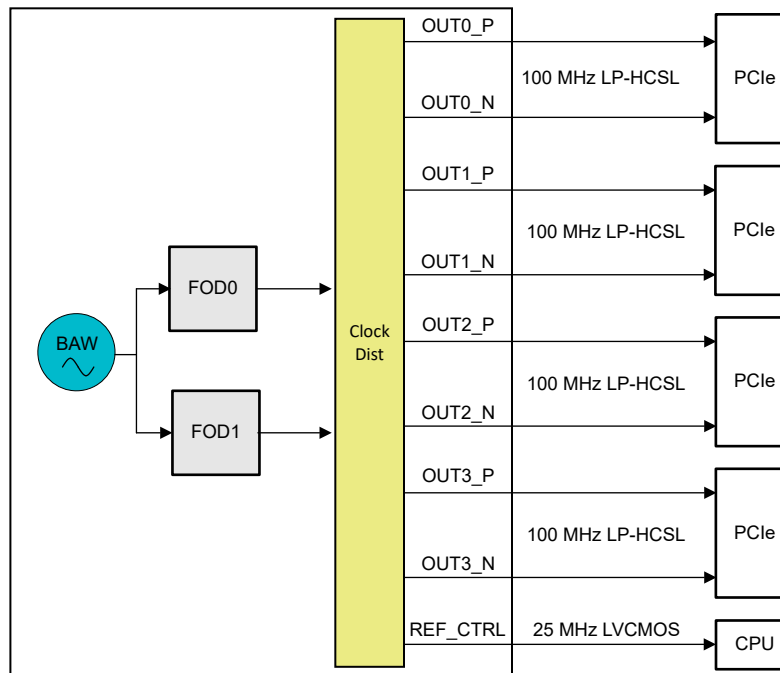 OUT0_P
100 MHz LP-HCSL
PCIe
OUT0_N
OUT1_P
100 MHz LP-HCSL
PCIe
OUT1_N
FOD0
BAW
Clock
Dist
OUT2_P
100 MHz LP-HCSL
PCIe
OUT2_N
FOD1
OUT3_P
100 MHz LP-HCSL
PCIe
OUT3_N
REF_CTRL
25 MHz LVCMOS
CPU